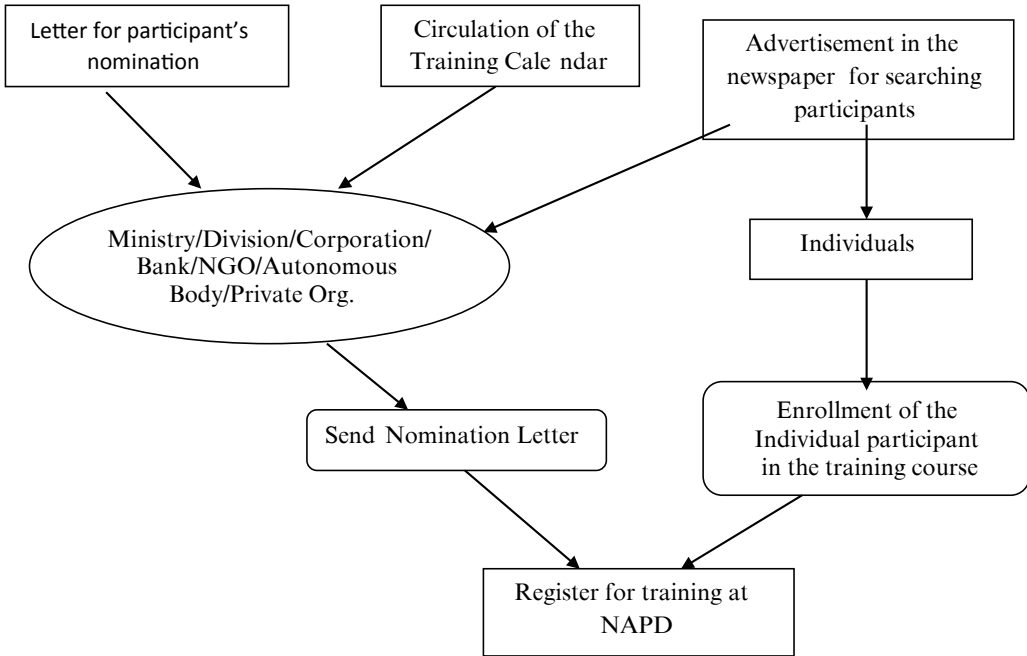 Letter for participant's
nomination
Circulation of the
Training Cale ndar
Advertisement in the
newspaper for searching
participants
Ministry/Division/Corporation/
Bank/NGO/Autonomous
Body/Private Org.
Individuals
Send Nomination Letter
Enrollment of the
Individual participant
in the training course
Register for training at
NAPD